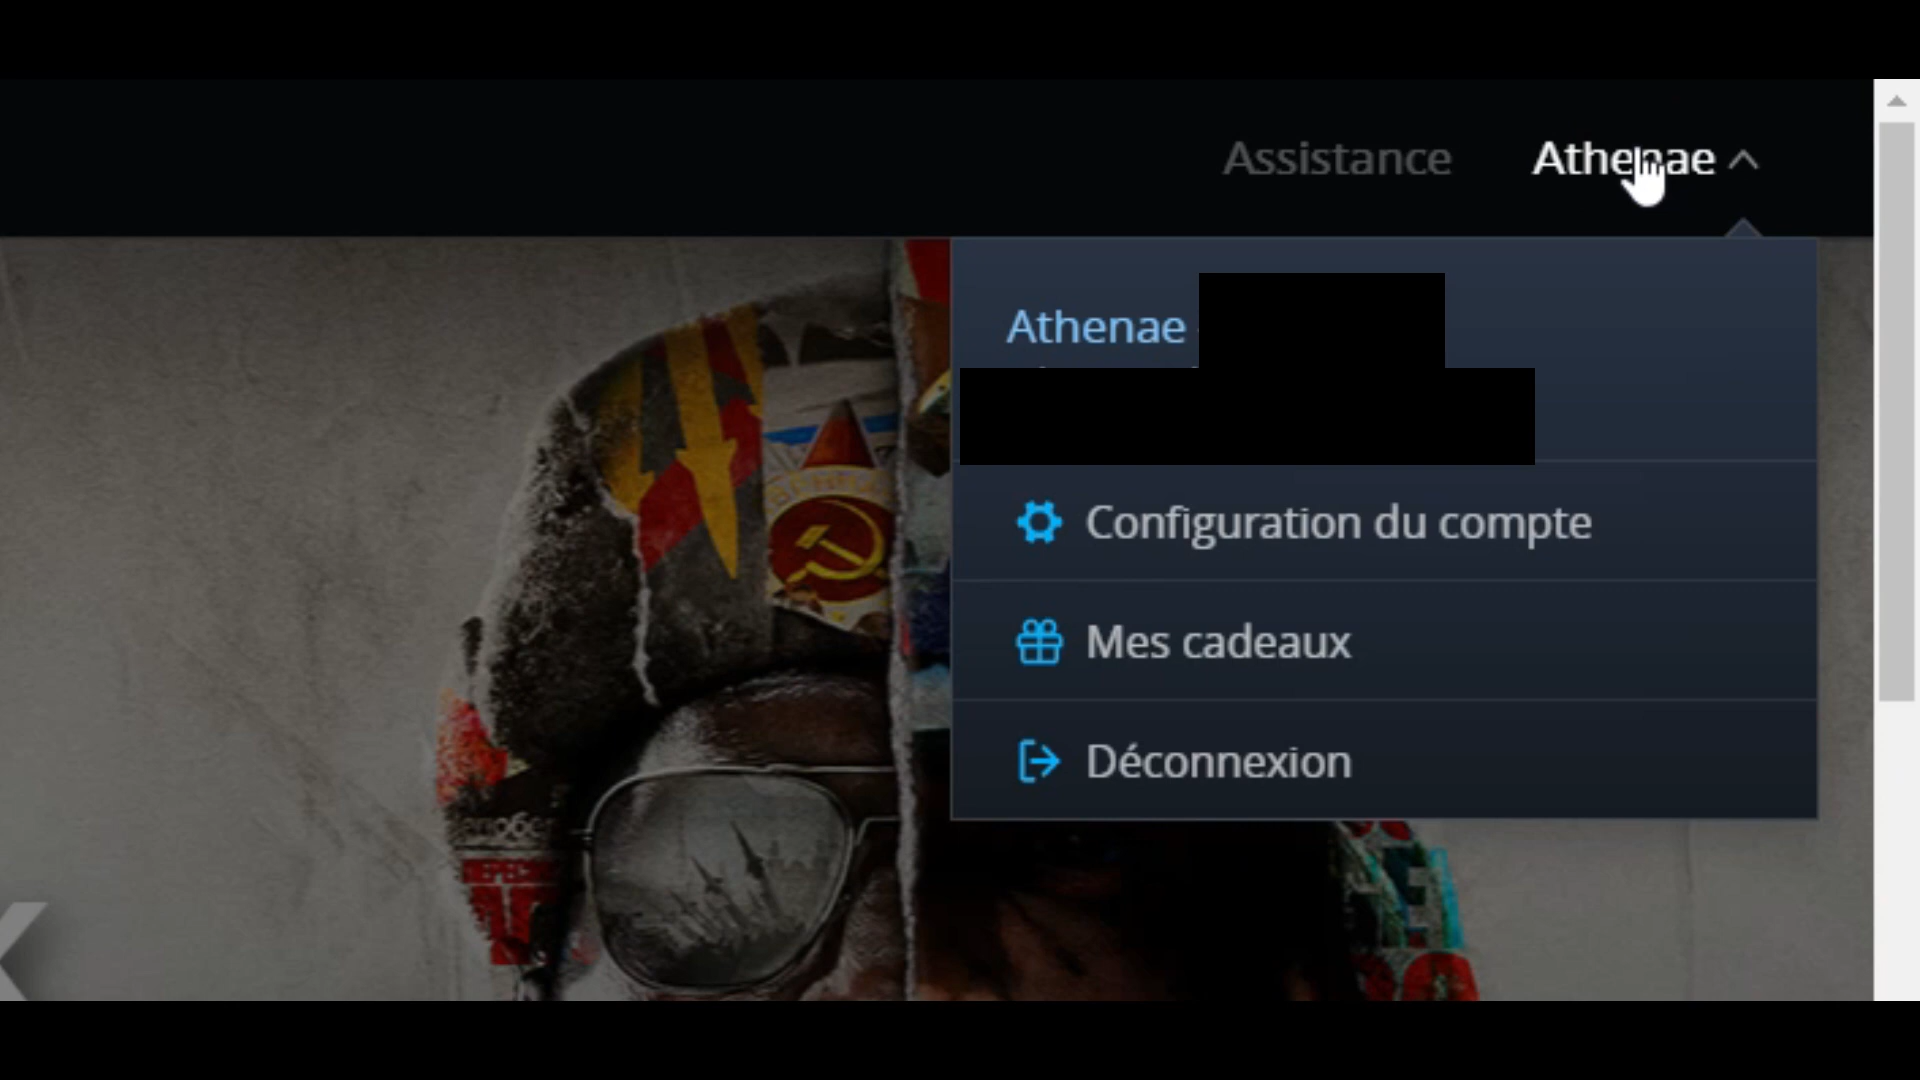 Assistance
Athenae
Athenae
Configuration du compte
Mes cadeaux
Déconnexion